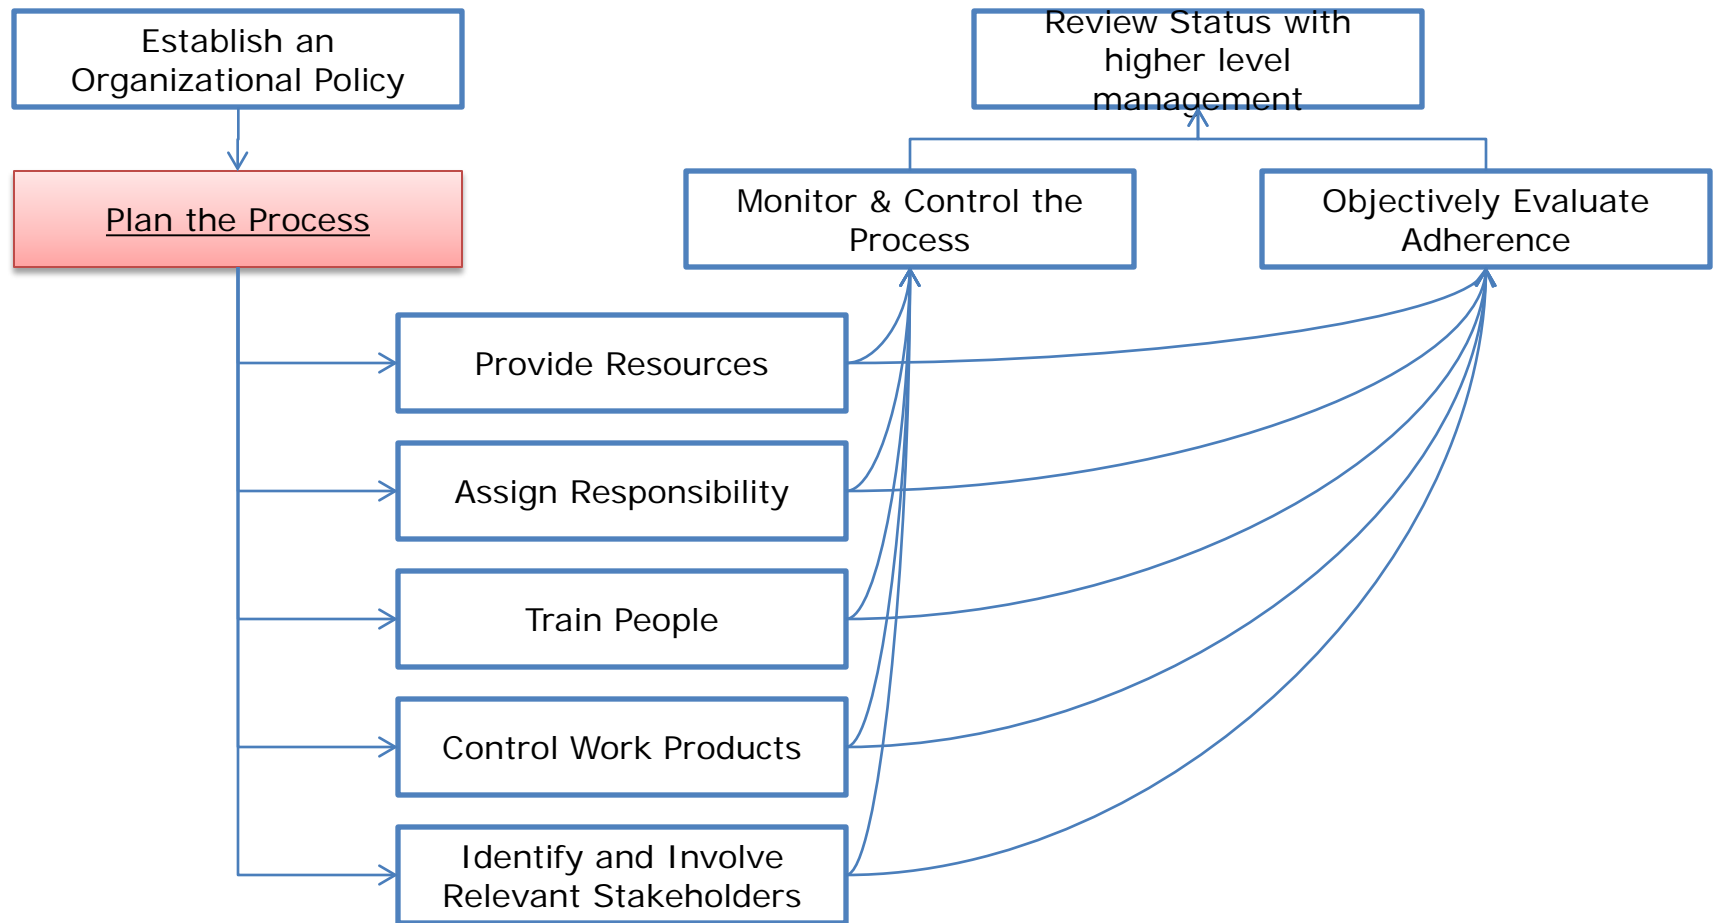 Establish an
Organizational Policy
Review Status with
higher level
management
Plan the Process
Monitor & Control the
Process
Objectively Evaluate
Adherence
Provide Resources
Assign Responsibility
Train People
Control Work Products
Identify and Involve
Relevant Stakeholders